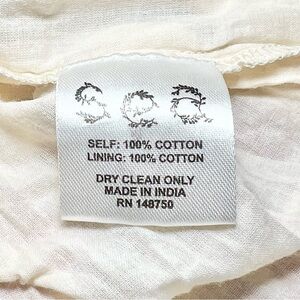 SELF: 100% COTTON
LINING: 100% COTTON
DRY CLEAN ONLY
MADE IN INDIA
RN 148750